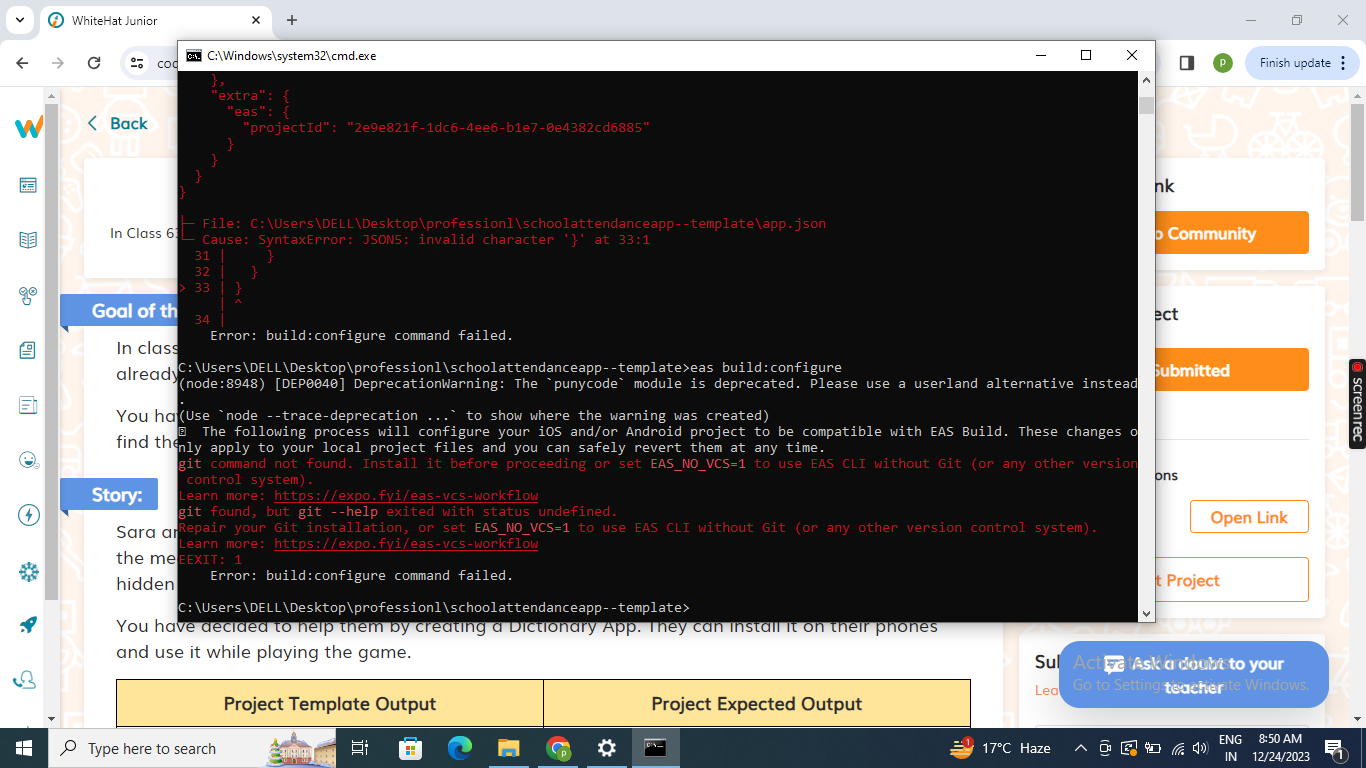 WhiteHat Junior
coc
Finish update
p
C:\Windows\system32\cmd.exe
},
"extra": {
"eas": {
"projectId": "2e9e821f-1dc6-4ee6-b1e7-0e4382cd6885"
}
}
}
}
File: C:\Users\DELL\Desktop\professionl\schoolattendanceapp--template\app.json
Cause: SyntaxError: JSON5: invalid character '}' at 33:1
31 | }
32 | }
> 33 | }
| ^
34 |
Error: build:configure command failed.
C:\Users\DELL\Desktop\professionl\schoolattendanceapp--template>eas build:configure
(node:8948) [DEP0040] DeprecationWarning: The `punycode` module is deprecated. Please use a userland alternative instead
.
(Use `node --trace-deprecation ...` to show where the warning was created)
The following process will configure your iOS and/or Android project to be compatible with EAS Build. These changes o
nly apply to your local project files and you can safely revert them at any time.
git command not found. Install it before proceeding or set EAS_NO_VCS=1 to use EAS CLI without Git (or any other version
control system).
Learn more: https://expo.fyi/eas-vcs-workflow
git found, but git --help exited with status undefined.
Repair your Git installation, or set EAS_NO_VCS=1 to use EAS CLI without Git (or any other version control system).
Learn more: https://expo.fyi/eas-vcs-workflow
EEXIT: 1
Error: build:configure command failed.
C:\Users\DELL\Desktop\professionl\schoolattendanceapp--template>
Back
In Class 6
Goal of th
In class
already
You ha
find the
Story:
Sara a
the me
hidden
You have decided to help them by creating a Dictionary App. They can install it on their phones
and use it while playing the game.
Project Template Output
Project Expected Output
nk
o Community
ect
Submitted
ons
Open Link
t Project
Sul
Lea
Ask a doubt to your
teacher
Activate Windows
Go to Settings to activate Windows.
screenrec
Type here to search
1
17°C Haze
ENG
IN
8:50 AM
12/24/2023
1